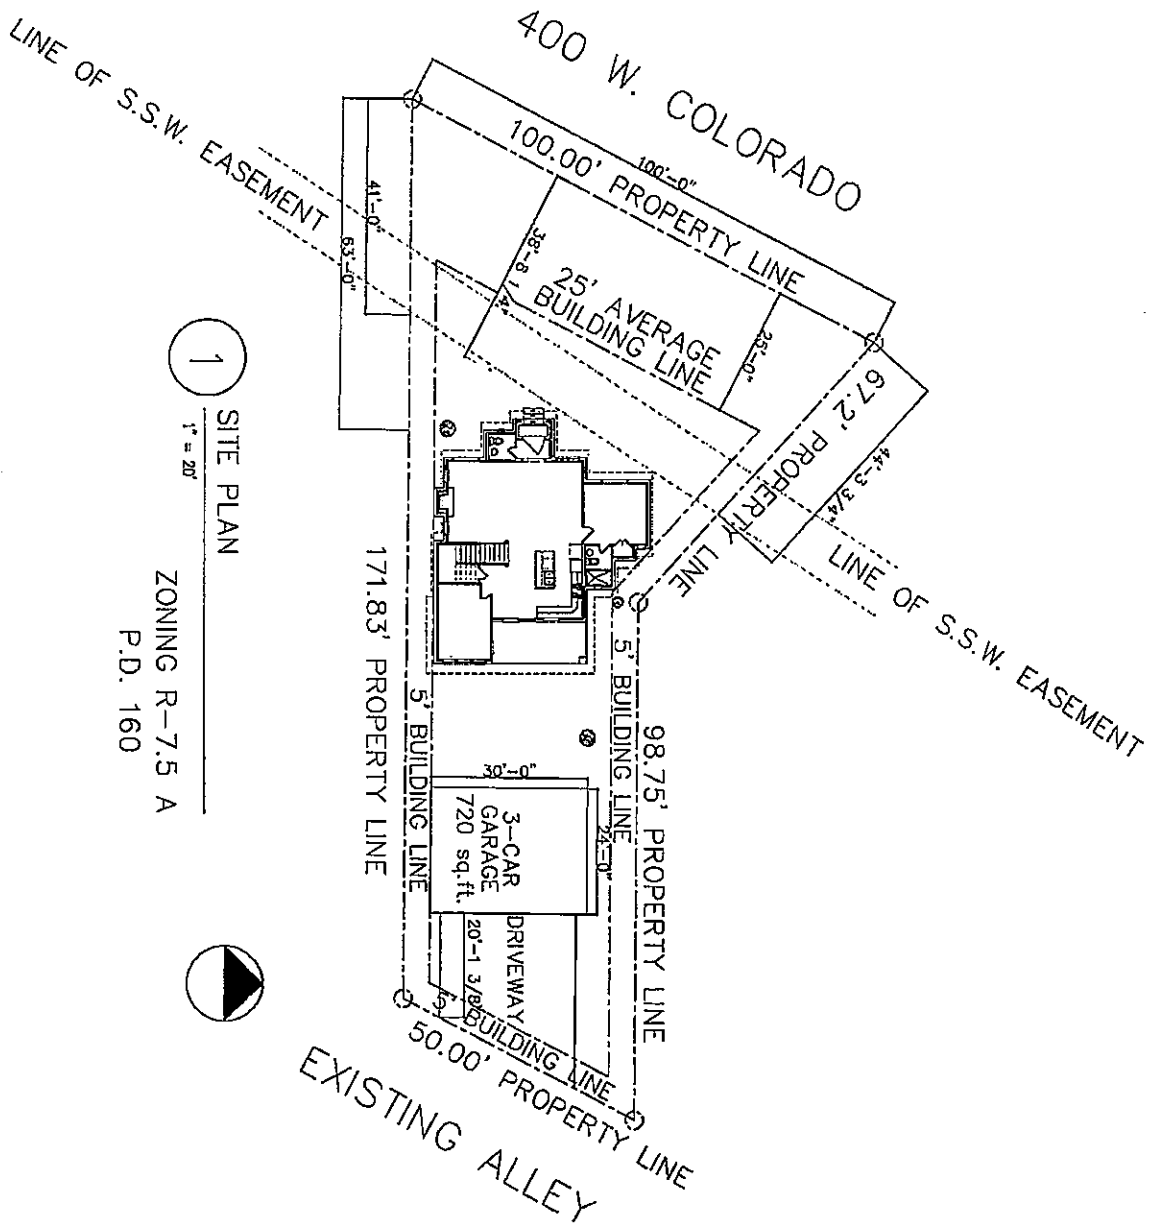 400 W. COLORADO
LINE OF S.S.W. EASEMENT
100'-0"
100.00' PROPERTY LINE
41'-0"
63'-0"
38'-8 1/4"
25' AVERAGE
BUILDING LINE
25'-0"
67.2' PROPERTY LINE
44'-3 3/4"
LINE OF S.S.W. EASEMENT
1
SITE PLAN
1" = 20'
ZONING R-7.5 A
P.D. 160
171.83' PROPERTY LINE
5' BUILDING LINE
5' BUILDING LINE
98.75' PROPERTY LINE
30'-0"
24'-0"
3-CAR
GARAGE
720 sq.ft.
DRIVEWAY
20'-1 3/8"
5' BUILDING LINE
50.00' PROPERTY LINE
EXISTING ALLEY